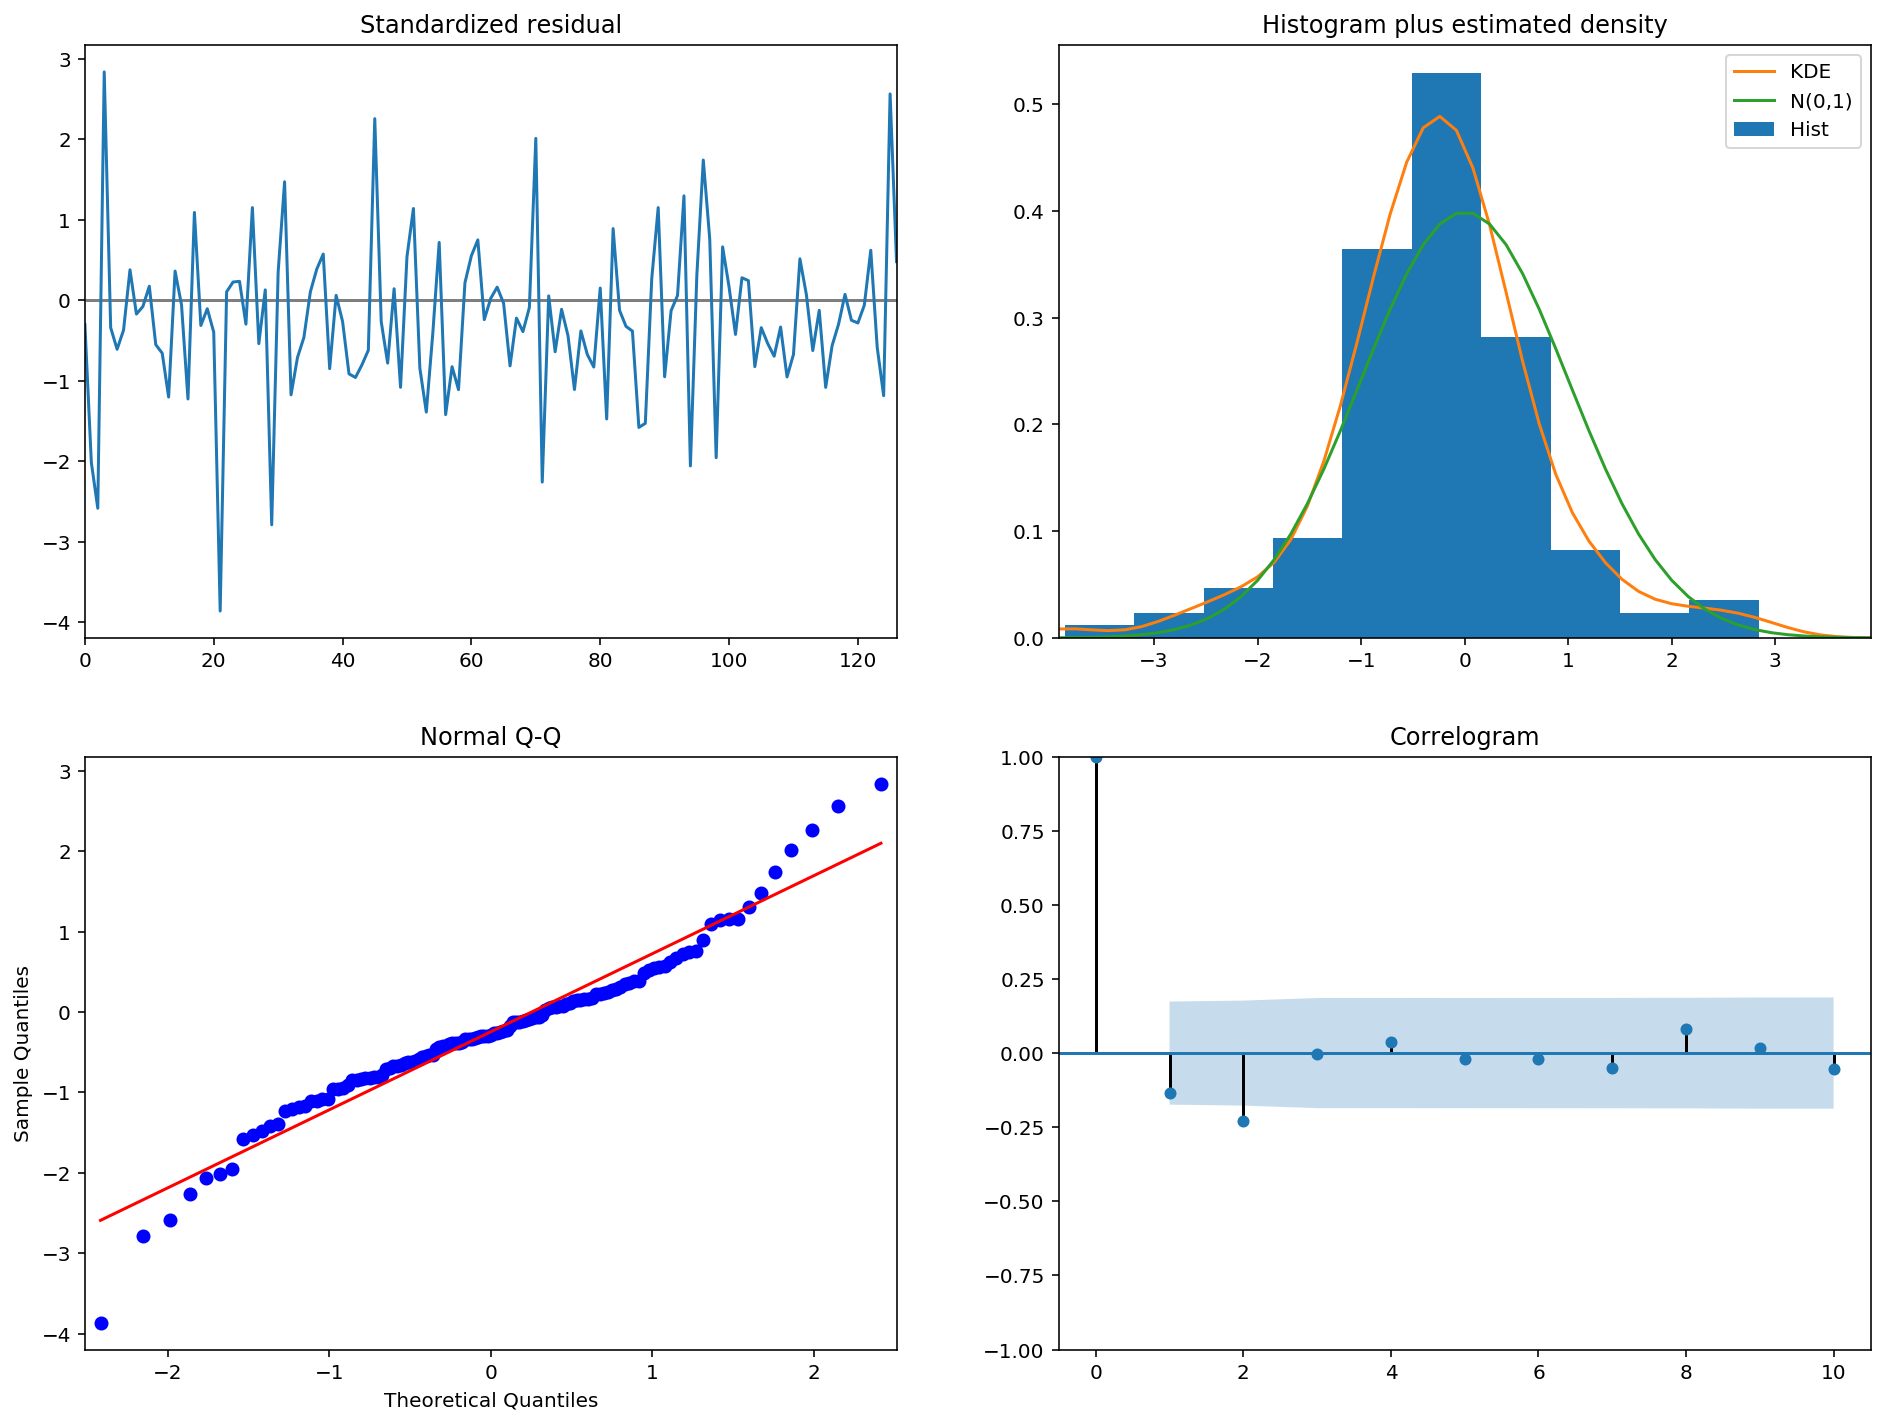 Standardized residual
3
2
1
0
−1
−2
−3
−4
0 20 40 60 80 100 120
Histogram plus estimated density
KDE
N(0,1)
Hist
0.5
0.4
0.3
0.2
0.1
0.0
−3 −2 −1 0 1 2 3
Normal Q-Q
Sample Quantiles
3
2
1
0
−1
−2
−3
−4
−2 −1 0 1 2
Theoretical Quantiles
Correlogram
1.00
0.75
0.50
0.25
0.00
−0.25
−0.50
−0.75
−1.00
0 2 4 6 8 10